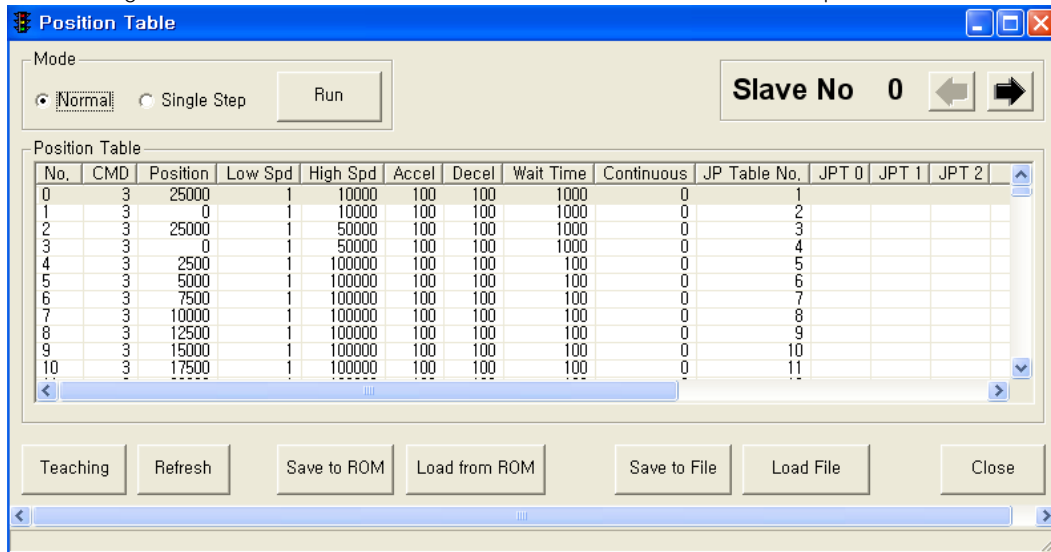 Position Table
Mode
Normal Single Step Run
Slave No 0
Position Table
No. CMD Position Low Spd High Spd Accel Decel Wait Time Continuous JP Table No. JPT 0 JPT 1 JPT 2
0 3 25000 1 10000 100 100 1000 0 1
1 3 0 1 10000 100 100 1000 0 2
2 3 25000 1 50000 100 100 1000 0 3
3 3 0 1 50000 100 100 1000 0 4
4 3 2500 1 100000 100 100 100 0 5
5 3 5000 1 100000 100 100 100 0 6
6 3 7500 1 100000 100 100 100 0 7
7 3 10000 1 100000 100 100 100 0 8
8 3 12500 1 100000 100 100 100 0 9
9 3 15000 1 100000 100 100 100 0 10
10 3 17500 1 100000 100 100 100 0 11
Teaching Refresh Save to ROM Load from ROM Save to File Load File Close